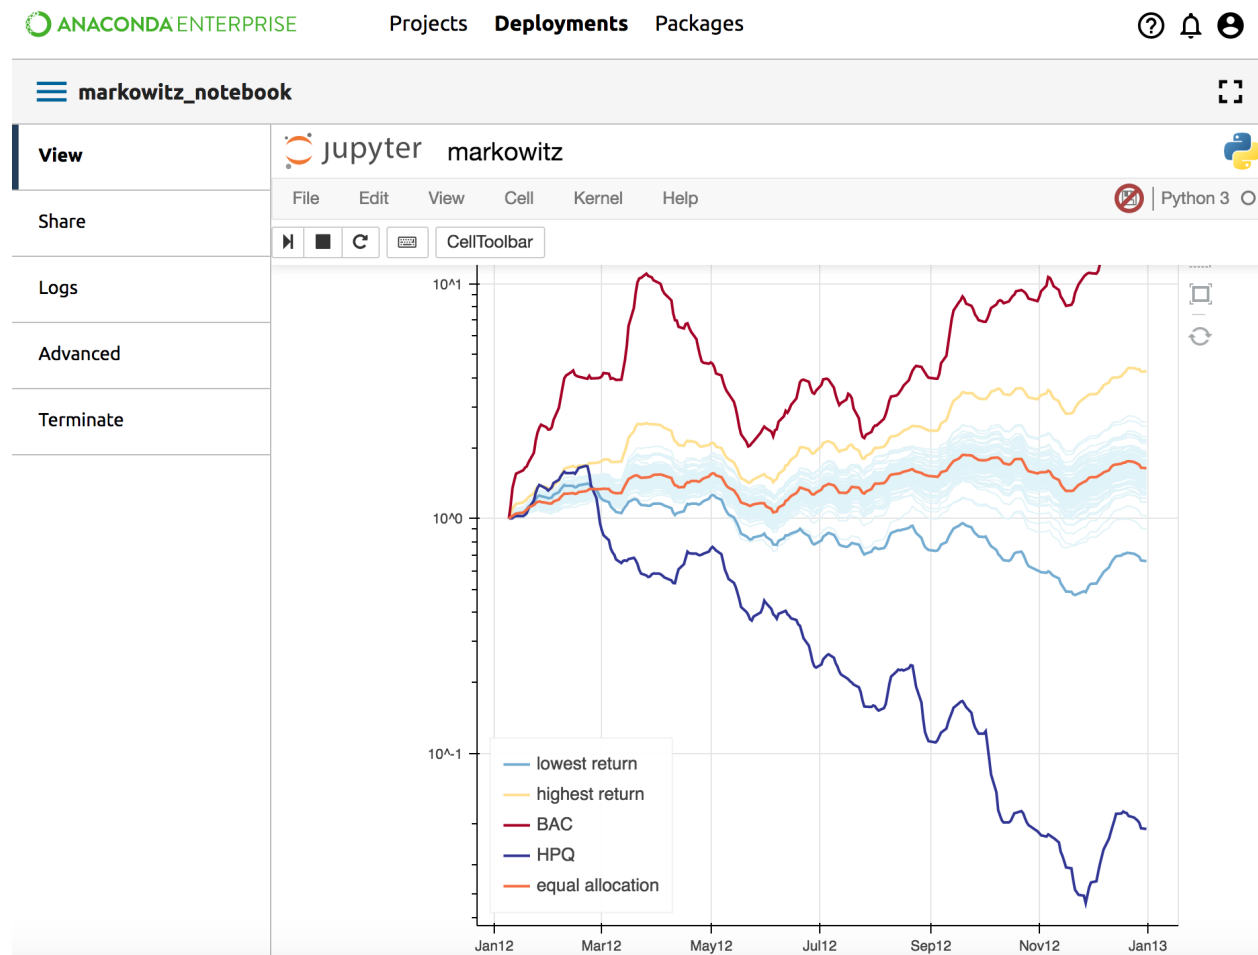 ANACONDA ENTERPRISE
Projects Deployments Packages
markowitz_notebook
View
Share
Logs
Advanced
Terminate
jupyter markowitz
File Edit View Cell Kernel Help
Python 3
CellToolbar
10^1
10^0
10^-1
lowest return
highest return
BAC
HPQ
equal allocation
Jan12 Mar12 May12 Jul12 Sep12 Nov12 Jan13